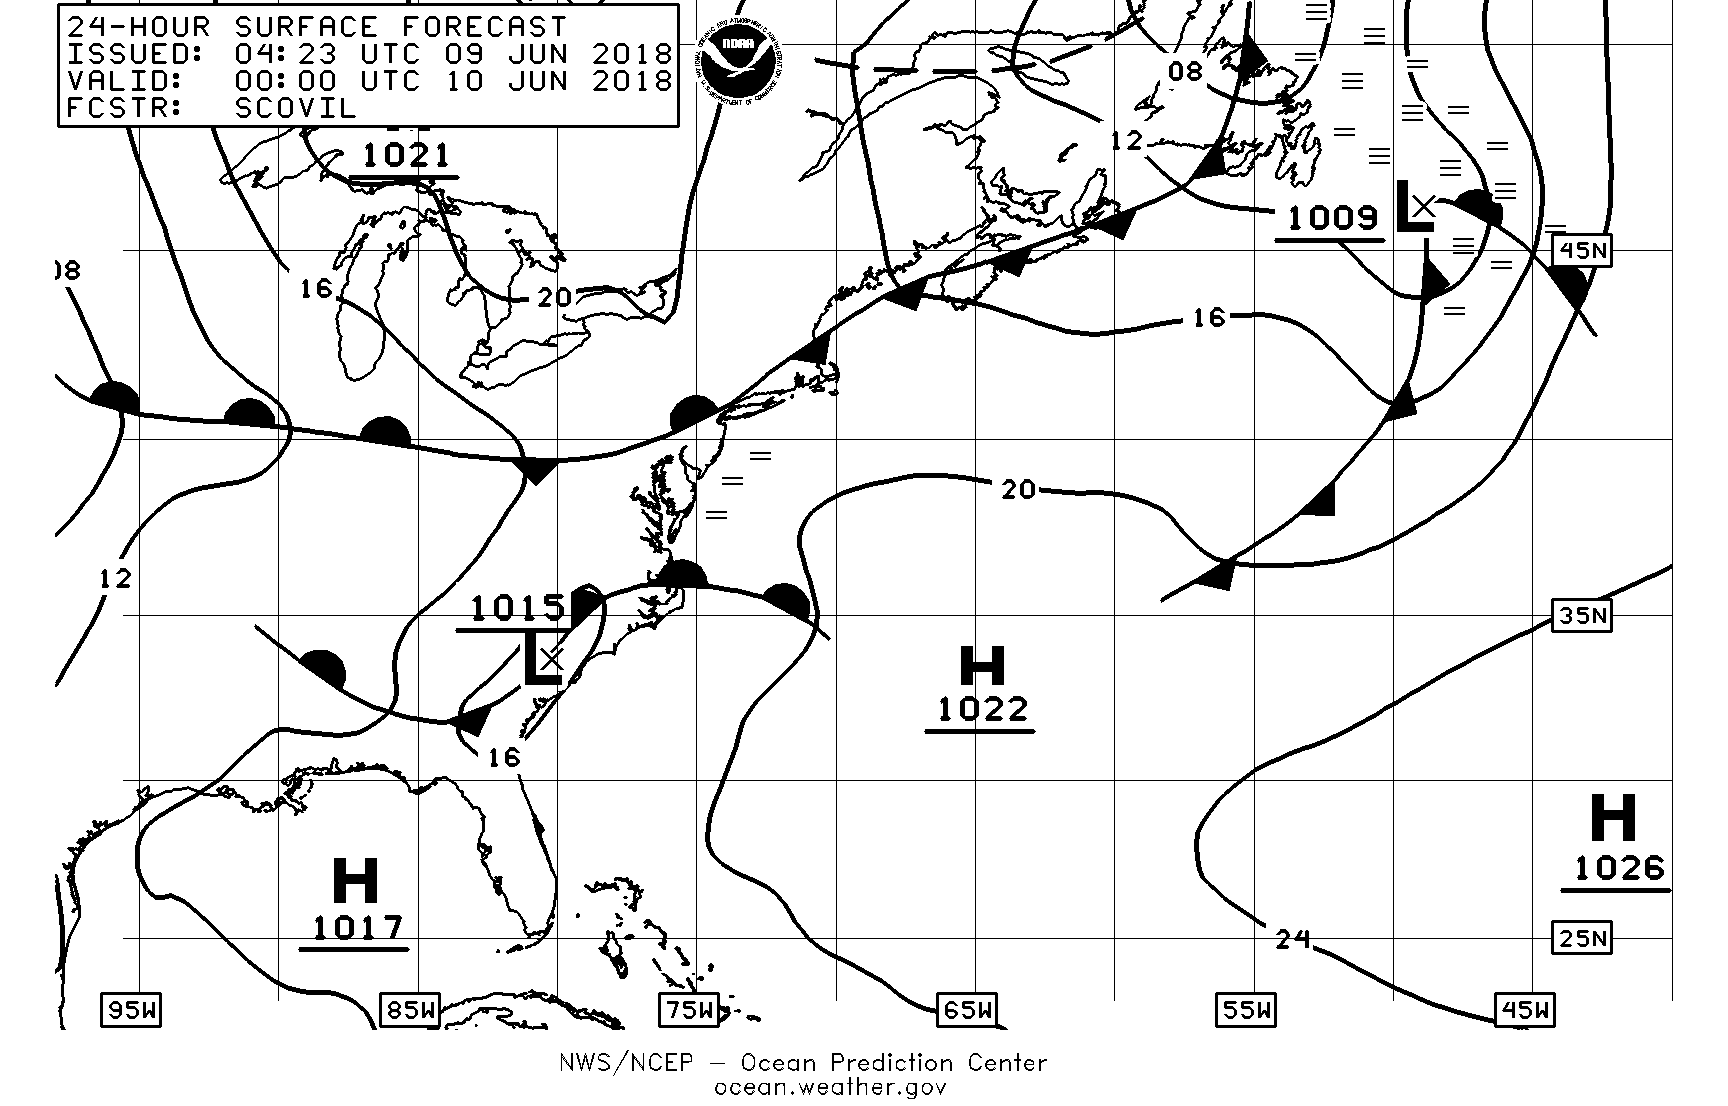 24-HOUR SURFACE FORECAST
ISSUED: 04:23 UTC 09 JUN 2018
VALID: 00:00 UTC 10 JUN 2018
FCSTR: SCOVIL
NOAA
08
12
1021
1009
L
45N
08
16
20
16
20
12
1015
L
35N
H
1022
16
H
1026
H
1017
24
25N
95W
85W
75W
65W
55W
45W
NWS/NCEP – Ocean Prediction Center
ocean.weather.gov